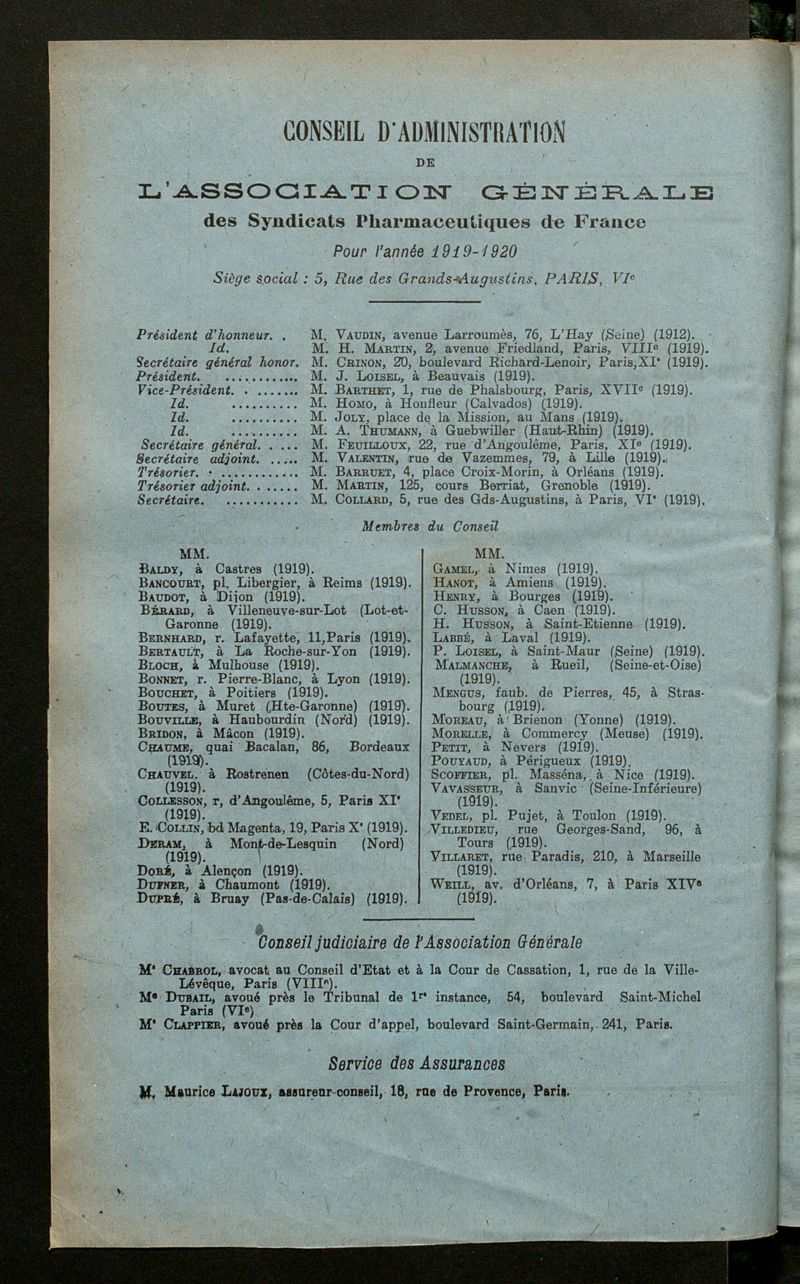 CONSEIL D'ADMINISTRATION
DE
L'ASSOCIATION GÉNÉRALE
des Syndicats Pharmaceutiques de France
Pour l'année 1919-1920
Siège social : 5, Rue des Grands-Augustins, PARIS, VIe
Président d'honneur. . M. VAUDIN, avenue Larroumès, 76, L'Hay (Seine) (1912).
Id. M. H. MARTIN, 2, avenue Friedland, Paris, VIIIe (1919).
Secrétaire général honor. M. CRINON, 20, boulevard Richard-Lenoir, Paris, XIe (1919).
Président. ............ M. J. LOISEL, à Beauvais (1919).
Vice-Président. . ........ M. BARTHET, 1, rue de Phalsbourg, Paris, XVIIe (1919).
Id. .......... M. HOMO, à Honfleur (Calvados) (1919).
Id. .......... M. JOLY, place de la Mission, au Mans (1919).
Id. .......... M. A. THUMANN, à Guebwiller (Haut-Rhin) (1919).
Secrétaire général. . ... M. FEUILLOUX, 22, rue d'Angoulême, Paris, XIe (1919).
Secrétaire adjoint. ..... M. VALENTIN, rue de Vazemmes, 79, à Lille (1919).
Trésorier. . ............ M. BARRUET, 4, place Croix-Morin, à Orléans (1919).
Trésorier adjoint. ...... M. MARTIN, 125, cours Berriat, Grenoble (1919).
Secrétaire. ............ M. COLLARD, 5, rue des Gds-Augustins, à Paris, VIe (1919).
Membres du Conseil
MM.
BALDY, à Castres (1919).
BANCOURT, pl. Libergier, à Reims (1919).
BAUDOT, à Dijon (1919).
BÉRARD, à Villeneuve-sur-Lot (Lot-et-
Garonne (1919).
BERNHARD, r. Lafayette, 11, Paris (1919).
BERTAULT, à La Roche-sur-Yon (1919).
BLOCH, à Mulhouse (1919).
BONNET, r. Pierre-Blanc, à Lyon (1919).
BOUCHET, à Poitiers (1919).
BOUTES, à Muret (Hte-Garonne) (1919).
BOUVILLE, à Haubourdin (Nord) (1919).
BRIDON, à Mâcon (1919).
CHAUME, quai Bacalan, 86, Bordeaux
(1919).
CHAUVEL. à Rostrenen (Côtes-du-Nord)
(1919).
COLLESSON, r, d'Angoulême, 5, Paris XIe
(1919).
E. COLLIN, bd Magenta, 19, Paris Xe (1919).
DERAM, à Mont-de-Lesquin (Nord)
(1919).
DORÉ, à Alençon (1919).
DUFNER, à Chaumont (1919).
DUPRÉ, à Bruay (Pas-de-Calais) (1919).
MM.
GAMEL, à Nimes (1919).
HANOT, à Amiens (1919).
HENRY, à Bourges (1919).
C. HUSSON, à Caen (1919).
H. HUSSON, à Saint-Etienne (1919).
LABBÉ, à Laval (1919).
P. LOISEL, à Saint-Maur (Seine) (1919).
MALMANCHE, à Rueil, (Seine-et-Oise)
(1919).
MENGUS, faub. de Pierres, 45, à Stras-
bourg (1919).
MOREAU, à Brienon (Yonne) (1919).
MORELLE, à Commercy (Meuse) (1919).
PETIT, à Nevers (1919).
POUYAUD, à Périgueux (1919).
SCOFFIER, pl. Masséna, à Nice (1919).
VAVASSEUR, à Sanvic (Seine-Inférieure)
(1919).
VEDEL, pl. Pujet, à Toulon (1919).
VILLEDIEU, rue Georges-Sand, 96, à
Tours (1919).
VILLARET, rue Paradis, 210, à Marseille
(1919).
WEILL, av. d'Orléans, 7, à Paris XIVe
(1919).
Conseil judiciaire de l'Association Générale
Me CHABROL, avocat au Conseil d'Etat et à la Cour de Cassation, 1, rue de la Ville-
Lévêque, Paris (VIIIe).
Me DUBAIL, avoué près le Tribunal de 1re instance, 54, boulevard Saint-Michel
Paris (VIe)
Me CLAPPIER, avoué près la Cour d'appel, boulevard Saint-Germain, 241, Paris.
Service des Assurances
M. Maurice LAJOUX, assureur-conseil, 18, rue de Provence, Paris.